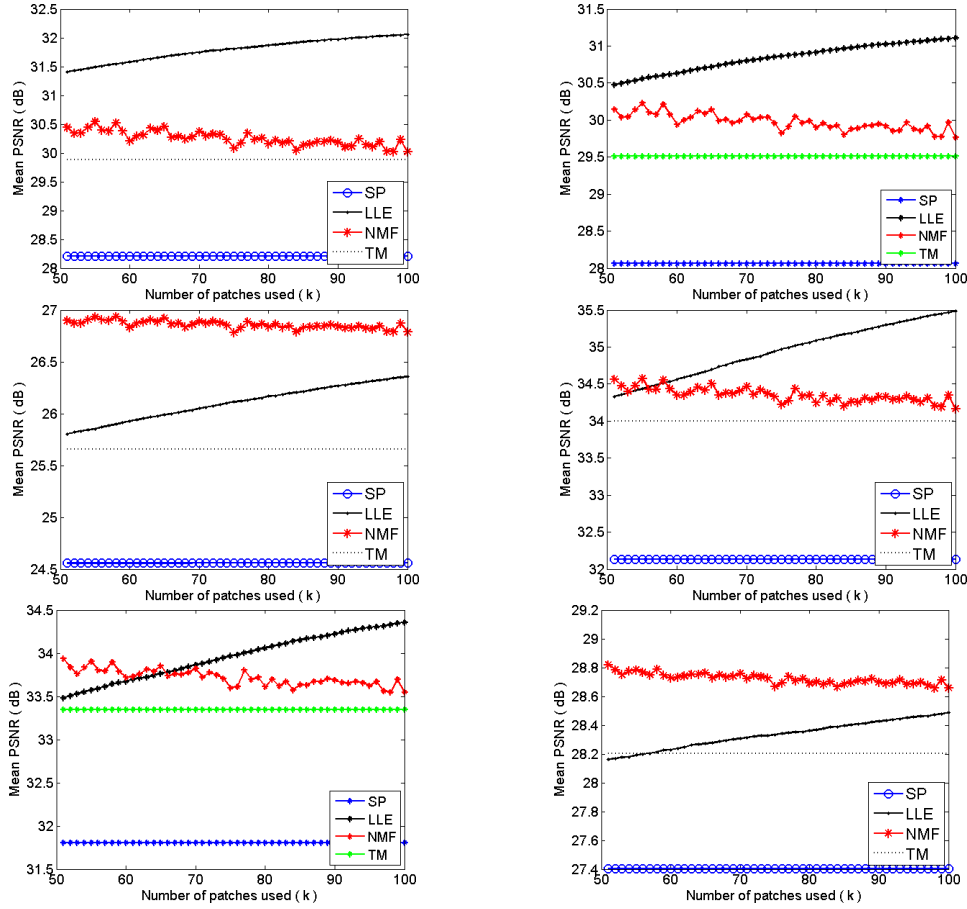 32.5
32
31.5
31
30.5
30
29.5
29
28.5
28
Mean PSNR ( dB )
SP
LLE
NMF
TM
50 60 70 80 90 100
Number of patches used ( k )
31.5
31
30.5
30
29.5
29
28.5
28
Mean PSNR ( dB )
SP
LLE
NMF
TM
50 60 70 80 90 100
Number of patches used ( k )
27
26.5
26
25.5
25
24.5
Mean PSNR ( dB )
SP
LLE
NMF
TM
50 60 70 80 90 100
Number of patches used ( k )
35.5
35
34.5
34
33.5
33
32.5
32
Mean PSNR ( dB )
SP
LLE
NMF
TM
50 60 70 80 90 100
Number of patches used ( k )
34.5
34
33.5
33
32.5
32
31.5
Mean PSNR ( dB )
SP
LLE
NMF
TM
50 60 70 80 90 100
Number of patches used ( k )
29.2
29
28.8
28.6
28.4
28.2
28
27.8
27.6
27.4
Mean PSNR ( dB )
SP
LLE
NMF
TM
50 60 70 80 90 100
Number of patches used ( k )